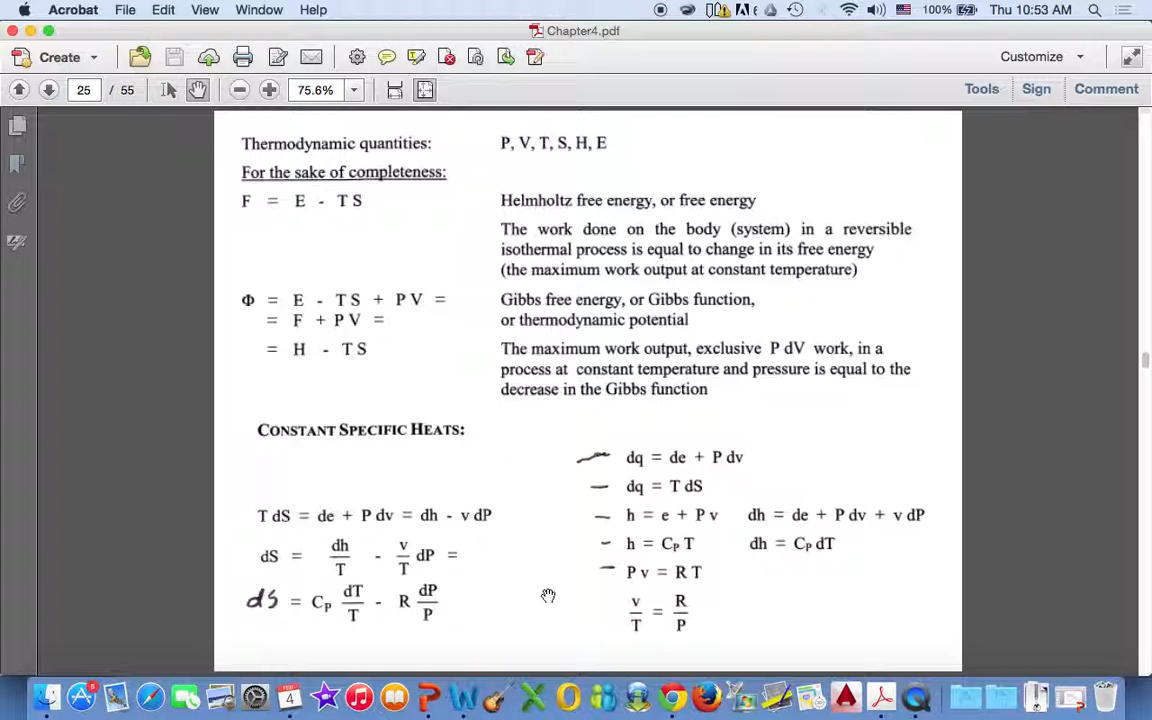 Acrobat File Edit View Window Help 100% Thu 10:53 AM
Chapter4.pdf
Create Customize
25 / 55 75.6% Tools Sign Comment
Thermodynamic quantities: P, V, T, S, H, E
For the sake of completeness:
F = E - T S Helmholtz free energy, or free energy
The work done on the body (system) in a reversible
isothermal process is equal to change in its free energy
(the maximum work output at constant temperature)
Φ = E - T S + P V = Gibbs free energy, or Gibbs function,
= F + P V = or thermodynamic potential
= H - T S The maximum work output, exclusive P dV work, in a
process at constant temperature and pressure is equal to the
decrease in the Gibbs function
CONSTANT SPECIFIC HEATS:
dq = de + P dv
dq = T dS
T dS = de + P dv = dh - v dP h = e + P v dh = de + P dv + v dP
dS = dh/T - v/T dP = h = CP T dh = CP dT
P v = R T
dS = CP dT/T - R dP/P v/T = R/P